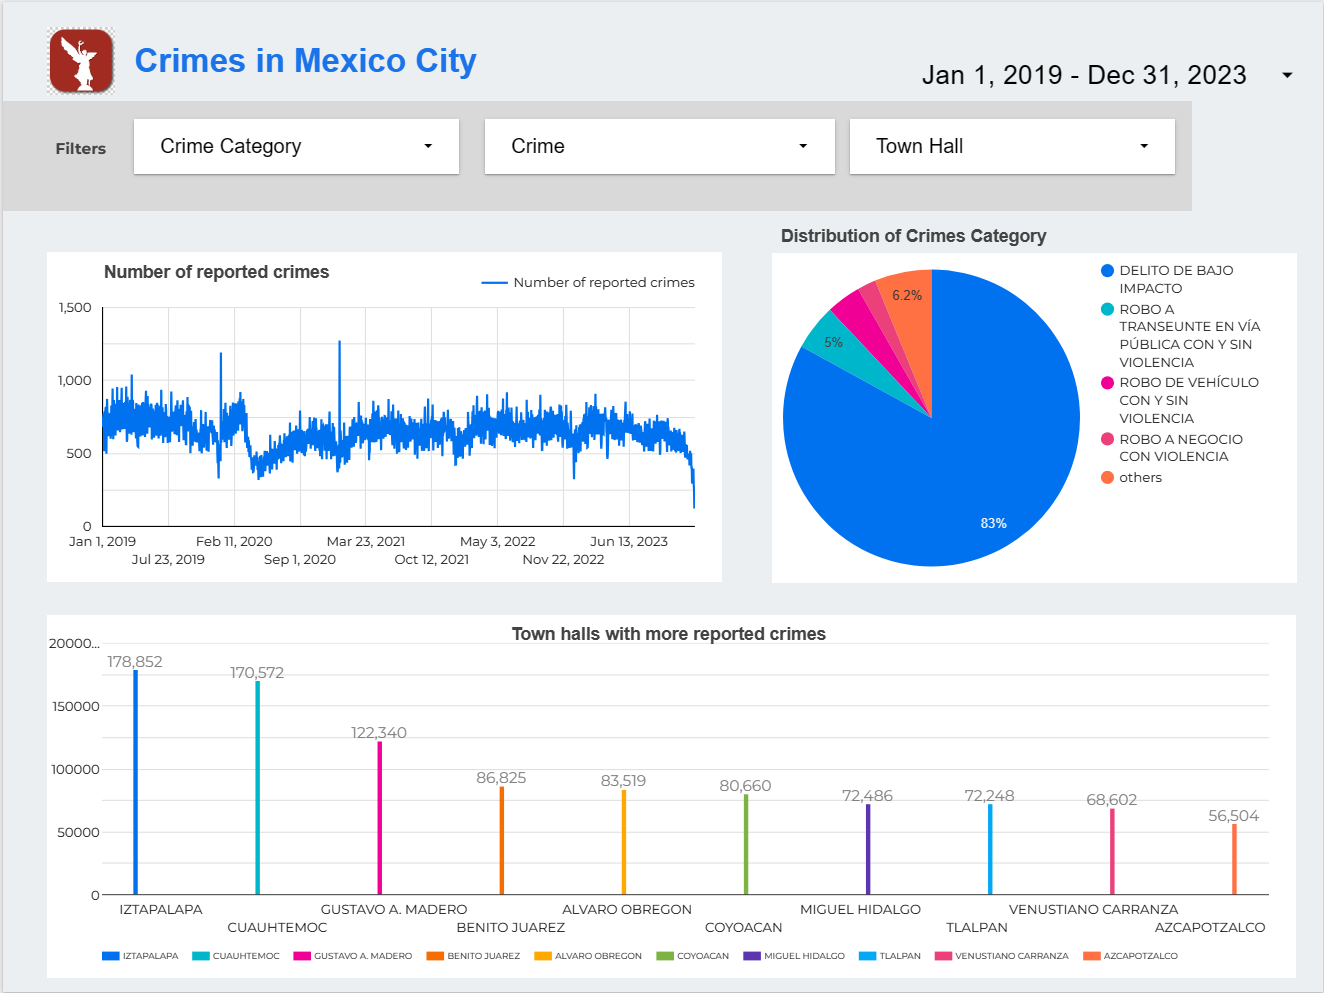 Crimes in Mexico City
Jan 1, 2019 - Dec 31, 2023
Filters
Crime Category
Crime
Town Hall
Number of reported crimes
Number of reported crimes
1,500
1,000
500
0
Jan 1, 2019
Jul 23, 2019
Feb 11, 2020
Sep 1, 2020
Mar 23, 2021
Oct 12, 2021
May 3, 2022
Nov 22, 2022
Jun 13, 2023
Distribution of Crimes Category
6.2%
5%
83%
DELITO DE BAJO
IMPACTO
ROBO A
TRANSEUNTE EN VÍA
PÚBLICA CON Y SIN
VIOLENCIA
ROBO DE VEHÍCULO
CON Y SIN
VIOLENCIA
ROBO A NEGOCIO
CON VIOLENCIA
others
Town halls with more reported crimes
20000...
150000
100000
50000
0
178,852
170,572
122,340
86,825
83,519
80,660
72,486
72,248
68,602
56,504
IZTAPALAPA
CUAUHTEMOC
GUSTAVO A. MADERO
BENITO JUAREZ
ALVARO OBREGON
COYOACAN
MIGUEL HIDALGO
TLALPAN
VENUSTIANO CARRANZA
AZCAPOTZALCO
IZTAPALAPA CUAUHTEMOC GUSTAVO A. MADERO BENITO JUAREZ ALVARO OBREGON COYOACAN MIGUEL HIDALGO TLALPAN VENUSTIANO CARRANZA AZCAPOTZALCO